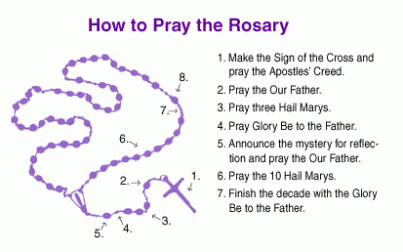 How to Pray the Rosary
1. Make the Sign of the Cross and
pray the Apostles' Creed.
2. Pray the Our Father.
3. Pray three Hail Marys.
4. Pray Glory Be to the Father.
5. Announce the mystery for reflec-
tion and pray the Our Father.
6. Pray the 10 Hail Marys.
7. Finish the decade with the Glory
Be to the Father.
8.
7.
6.
1.
2.
3.
4.
5.